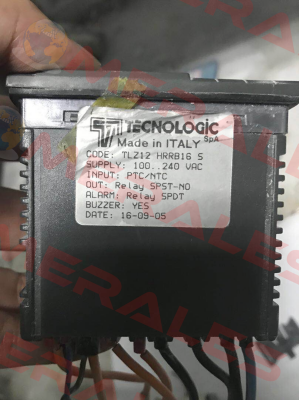 TECNOLOGIC SpA
Made in ITALY
CODE: TLZ12 HRRB16 S
SUPPLY: 100..240 VAC
INPUT: PTC/NTC
OUT: Relay SPST-NO
ALARM: Relay SPDT
BUZZER: YES
DATE: 16-09-05